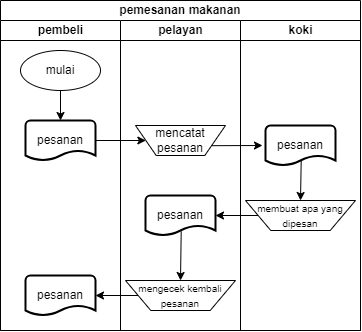 pemesanan makanan
pembeli
pelayan
koki
mulai
pesanan
mencatat
pesanan
pesanan
membuat apa yang
dipesan
pesanan
mengecek kembali
pesanan
pesanan